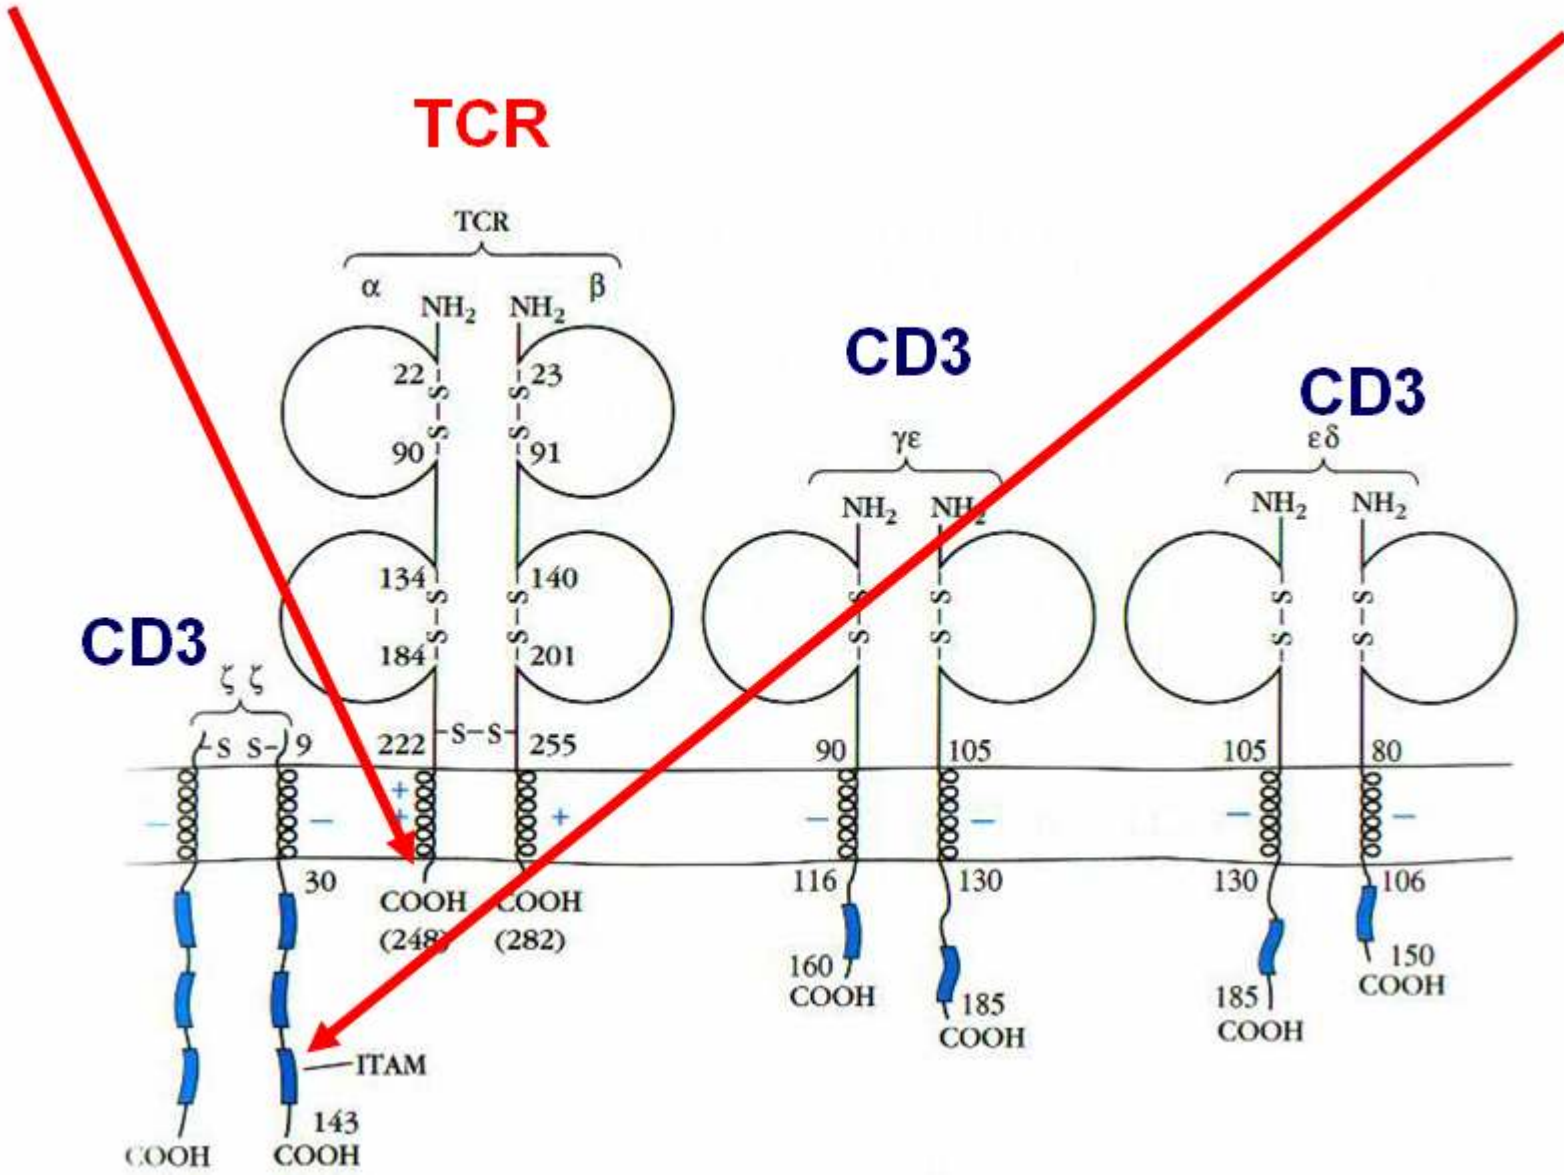 TCR
TCR
α
β
NH₂
NH₂
22
23
S
S
S
S
90
91
134
140
S
S
S
S
184
201
222
S–S
255
+
+
+
COOH
COOH
(248)
(282)
CD3
ζ ζ
S S
9
–
–
30
ITAM
143
COOH
COOH
CD3
γε
NH₂
NH₂
S
S
S
S
90
105
–
–
116
130
160
COOH
185
COOH
CD3
εδ
NH₂
NH₂
S
S
S
S
105
80
–
–
130
106
185
COOH
150
COOH